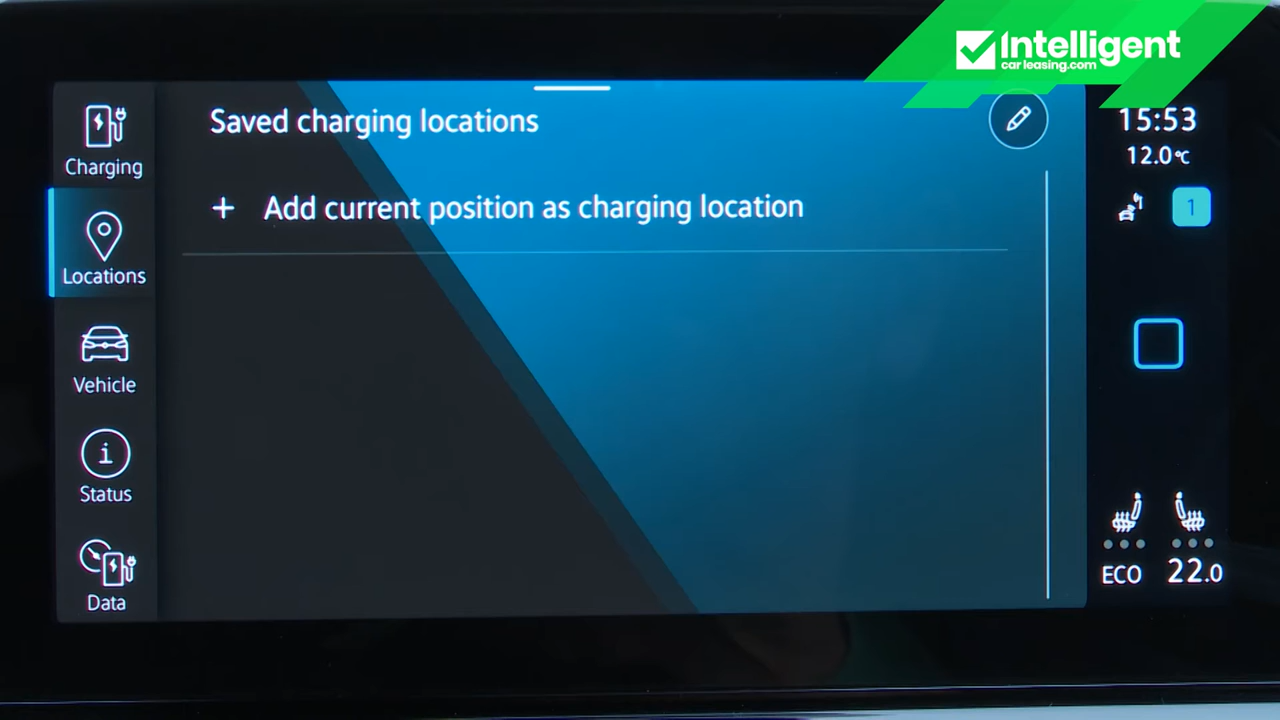 Intelligent
carleasing.com
Saved charging locations
15:53
12.0°C
Charging
+ Add current position as charging location
1
Locations
Vehicle
i
Status
ECO 22.0
Data